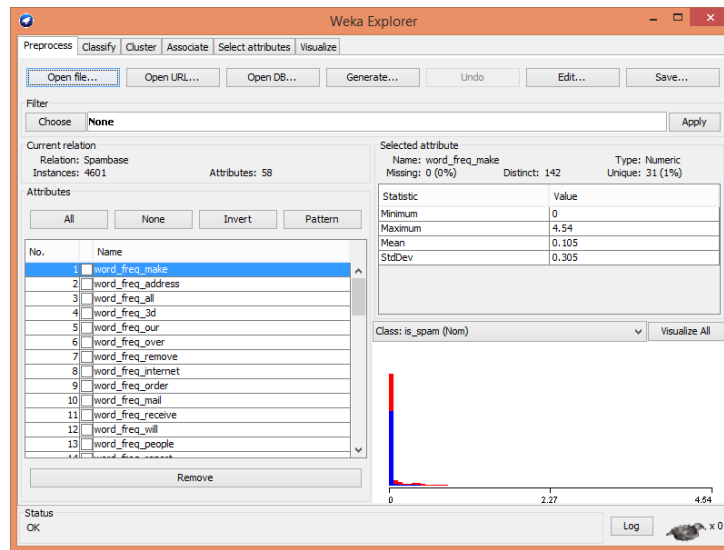 Weka Explorer
Preprocess Classify Cluster Associate Select attributes Visualize
Open file... Open URL... Open DB... Generate... Undo Edit... Save...
Filter
Choose None Apply
Current relation
Relation: Spambase
Instances: 4601 Attributes: 58
Attributes
All None Invert Pattern
No. Name
1 word_freq_make
2 word_freq_address
3 word_freq_all
4 word_freq_3d
5 word_freq_our
6 word_freq_over
7 word_freq_remove
8 word_freq_internet
9 word_freq_order
10 word_freq_mail
11 word_freq_receive
12 word_freq_will
13 word_freq_people
Remove
Selected attribute
Name: word_freq_make Type: Numeric
Missing: 0 (0%) Distinct: 142 Unique: 31 (1%)
Statistic Value
Minimum 0
Maximum 4.54
Mean 0.105
StdDev 0.305
Class: is_spam (Nom) Visualize All
0 2.27 4.54
Status
OK
Log x 0